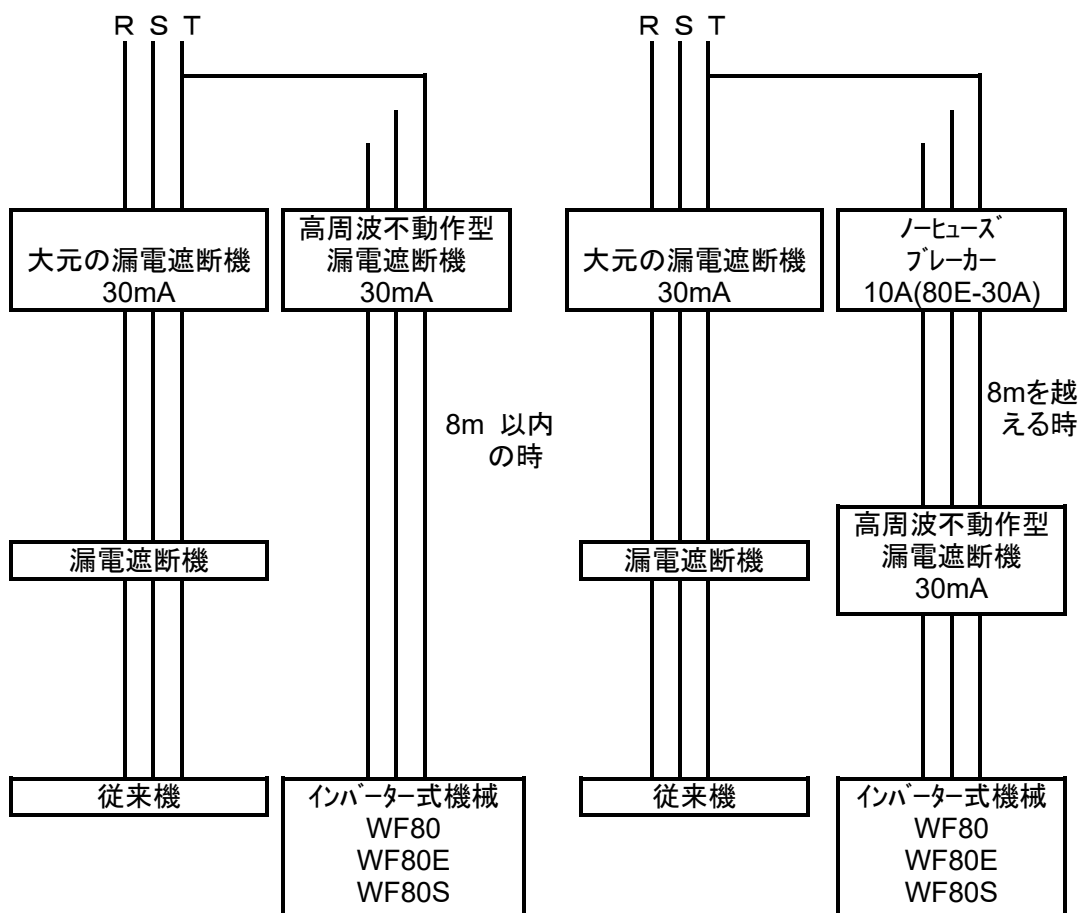 R S T
大元の漏電遮断機
30mA
高周波不動作型
漏電遮断機
30mA
8m 以内
の時
漏電遮断機
従来機
インバーター式機械
WF80
WF80E
WF80S
R S T
大元の漏電遮断機
30mA
ノーヒューズ
ブレーカー
10A(80E-30A)
8mを越
える時
漏電遮断機
高周波不動作型
漏電遮断機
30mA
従来機
インバーター式機械
WF80
WF80E
WF80S